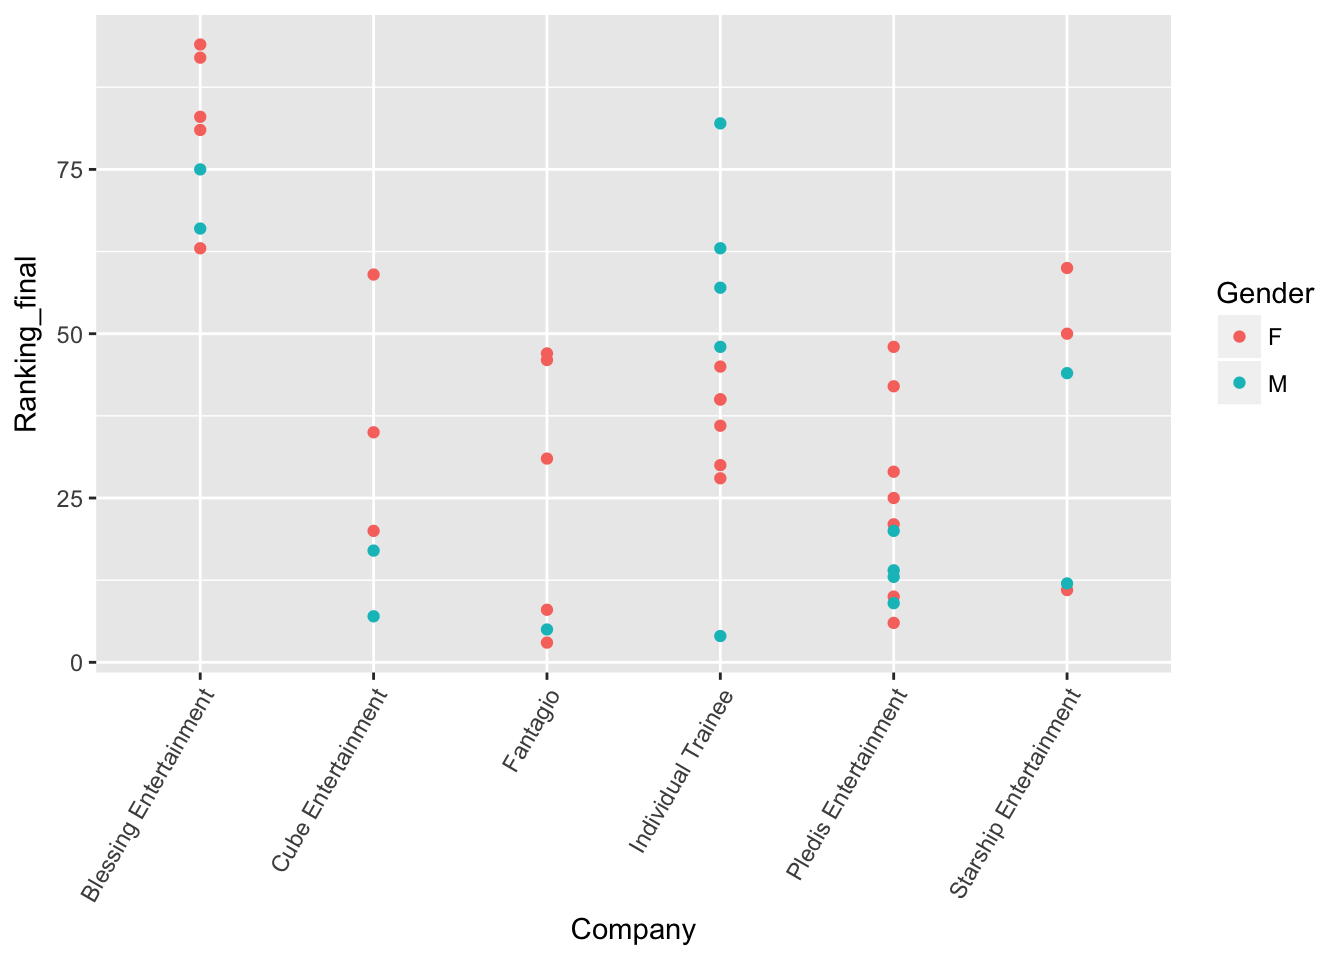 Ranking_final
75
50
25
0
Blessing Entertainment
Cube Entertainment
Fantagio
Individual Trainee
Pledis Entertainment
Starship Entertainment
Company
Gender
F
M